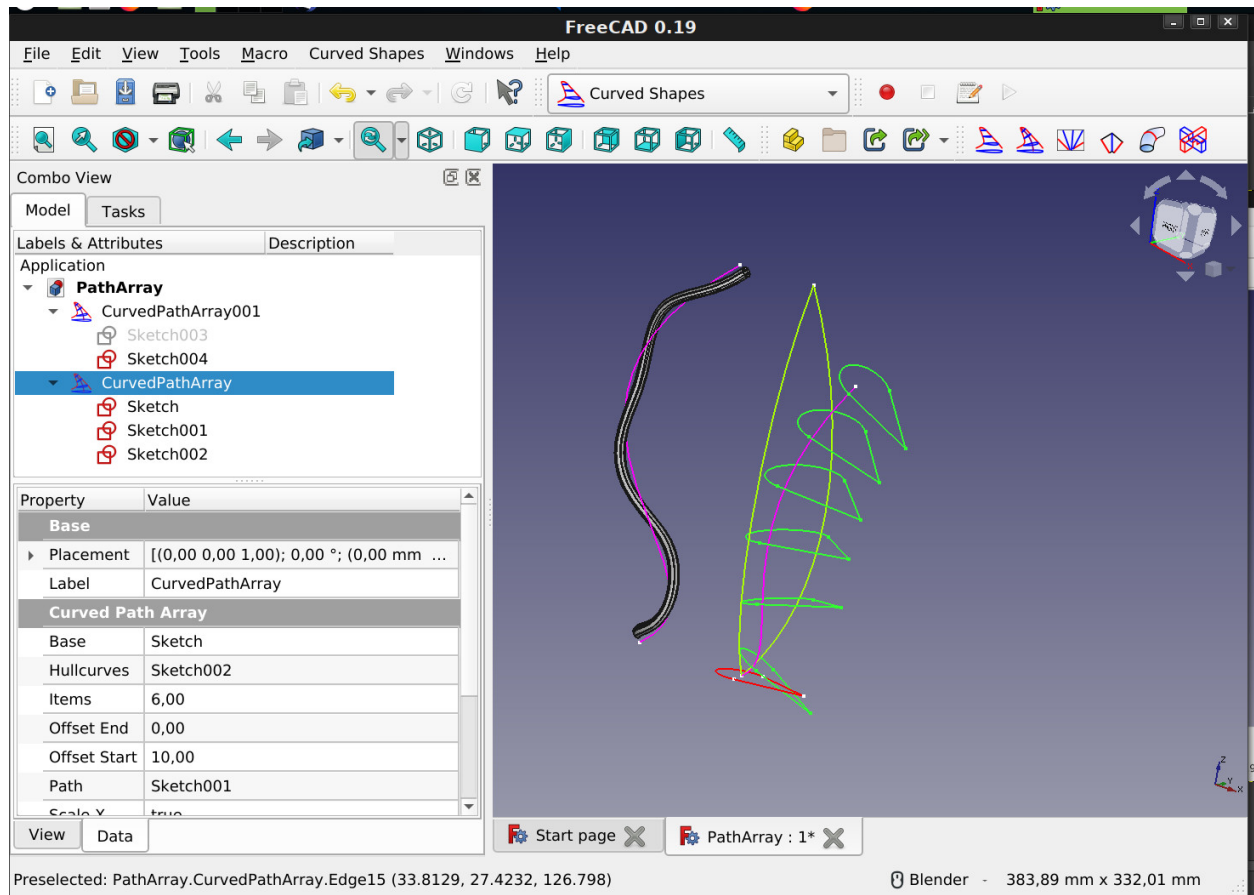 FreeCAD 0.19
File Edit View Tools Macro Curved Shapes Windows Help
Curved Shapes
Combo View
Model Tasks
Labels & Attributes Description
Application
PathArray
CurvedPathArray001
Sketch003
Sketch004
CurvedPathArray
Sketch
Sketch001
Sketch002
Property Value
Base
Placement [(0,00 0,00 1,00); 0,00 °; (0,00 mm ...
Label CurvedPathArray
Curved Path Array
Base Sketch
Hullcurves Sketch002
Items 6,00
Offset End 0,00
Offset Start 10,00
Path Sketch001
Scale X true
View Data
Start page PathArray : 1*
Z
Y
X
Preselected: PathArray.CurvedPathArray.Edge15 (33.8129, 27.4232, 126.798) Blender - 383,89 mm x 332,01 mm